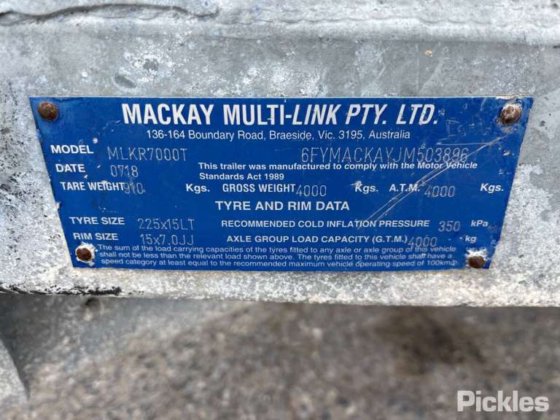 MACKAY MULTI-LINK PTY. LTD.
136-164 Boundary Road, Braeside, Vic. 3195, Australia
MODEL MLKR7000T 6FYMACKAYJM503896
DATE 0718 This trailer was manufactured to comply with the Motor Vehicle Standards Act 1989
TARE WEIGHT 910 Kgs. GROSS WEIGHT 4000 Kgs. A.T.M. 4000 Kgs.
TYRE AND RIM DATA
TYRE SIZE 225x15LT RECOMMENDED COLD INFLATION PRESSURE 350 kPa
RIM SIZE 15x7.0JJ AXLE GROUP LOAD CAPACITY (G.T.M.) 4000 kg
The sum of the load carrying capacities of the tyres fitted to any axle or axle group of this vehicle
shall not be less than the relevant load shown above. The tyres fitted to this vehicle shall have a
speed category at least equal to the recommended maximum vehicle operating speed of 100kmh
Pickles